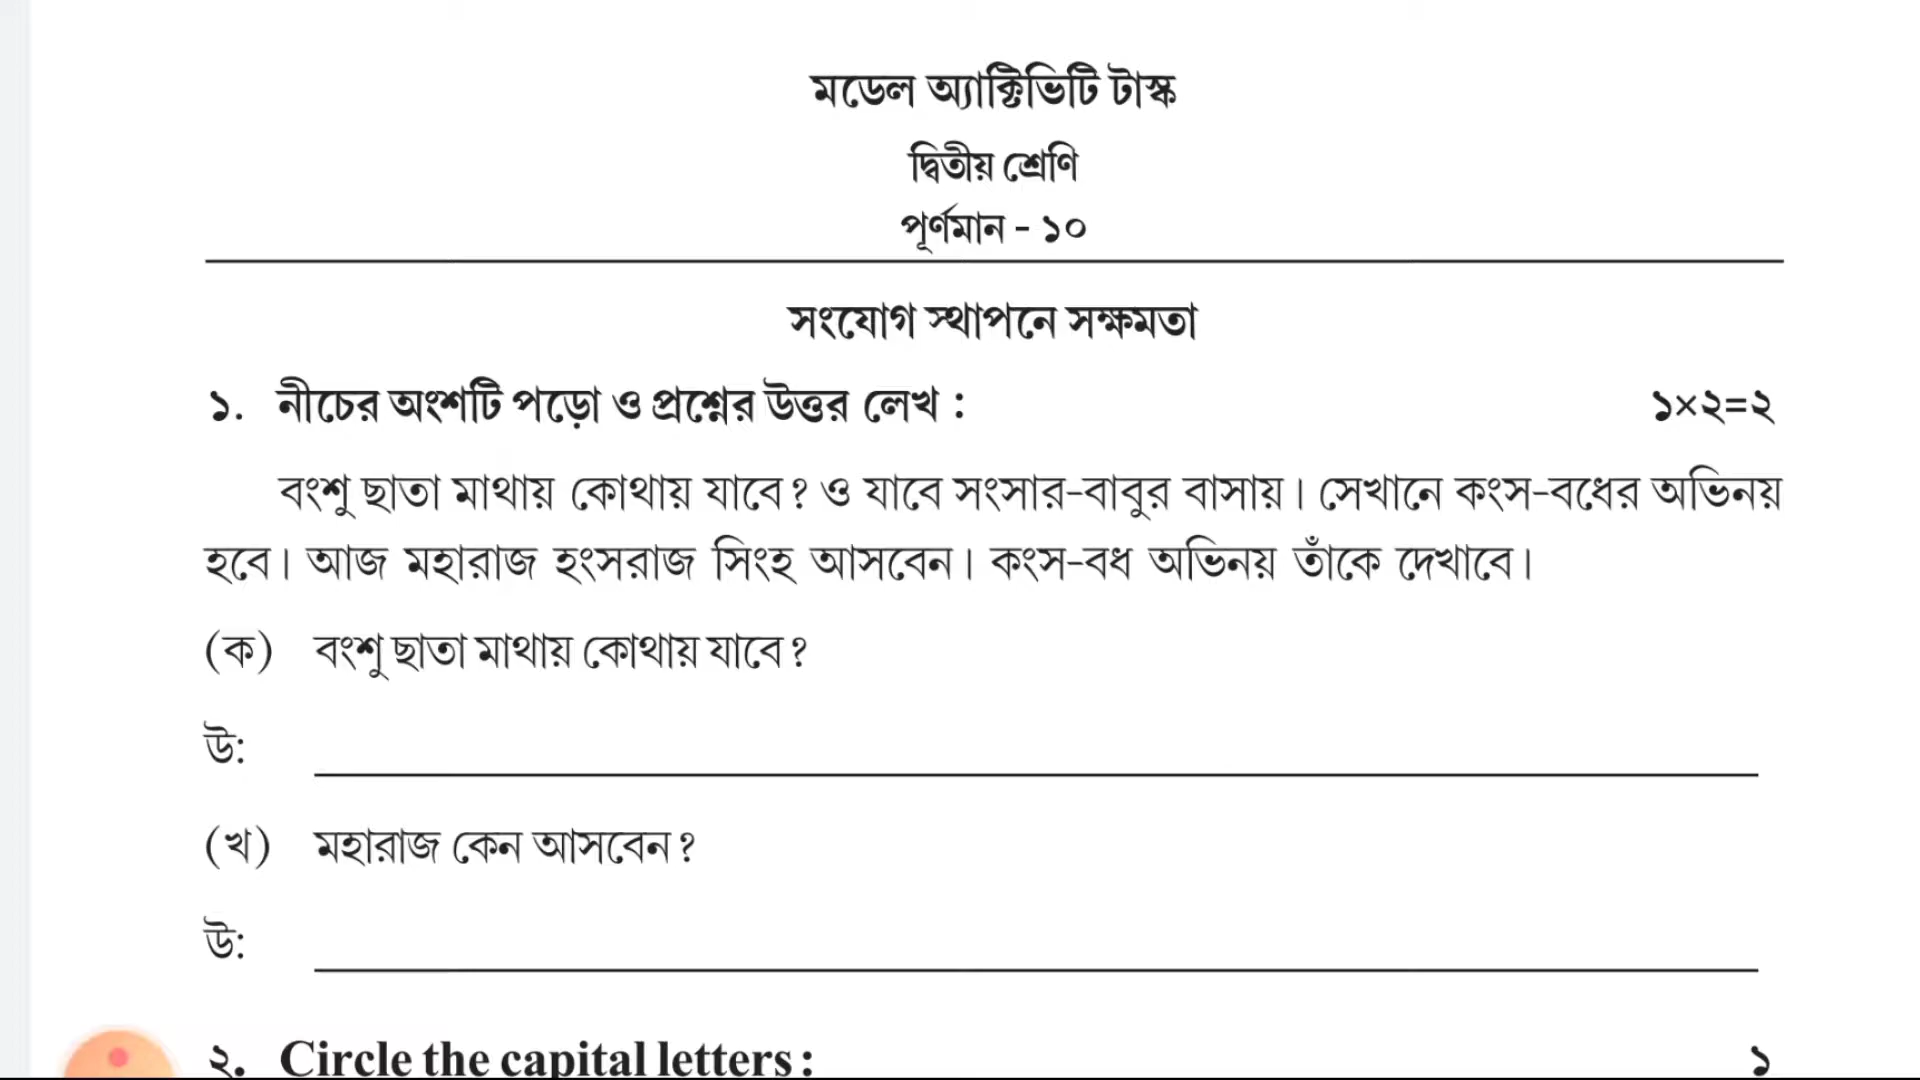 মডেল অ্যাক্টিভিটি টাস্ক
দ্বিতীয় শ্রেণি
পূর্ণমান - ১০
সংযোগ স্থাপনে সক্ষমতা
১. নীচের অংশটি পড়ো ও প্রশ্নের উত্তর লেখ : ১×২=২
বংশু ছাতা মাথায় কোথায় যাবে? ও যাবে সংসার-বাবুর বাসায়। সেখানে কংস-বধের অভিনয়
হবে। আজ মহারাজ হংসরাজ সিংহ আসবেন। কংস-বধ অভিনয় তাঁকে দেখাবে।
(ক) বংশু ছাতা মাথায় কোথায় যাবে?
উ:
(খ) মহারাজ কেন আসবেন?
উ:
২. Circle the capital letters: ১